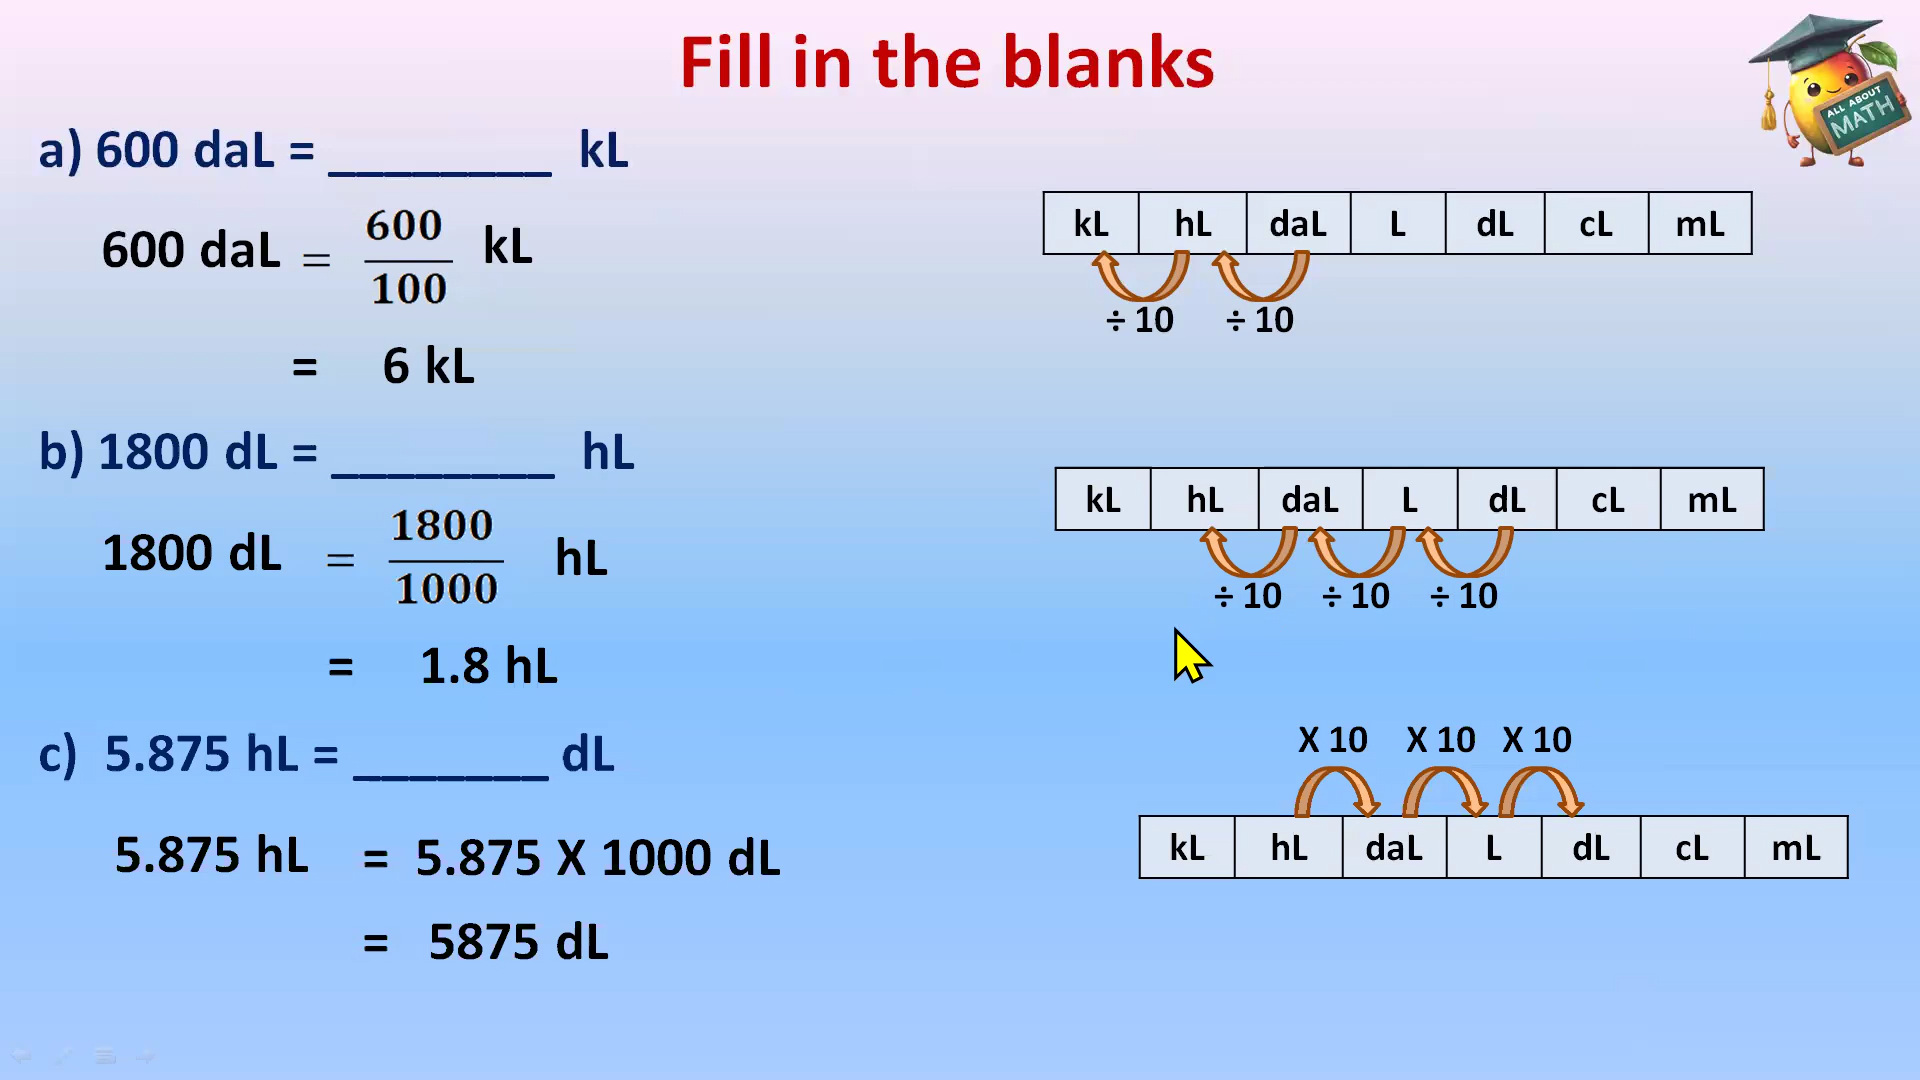 Fill in the blanks
ALL ABOUT
MATH
a) 600 daL = ________ kL
600 daL = 600/100 kL
= 6 kL
kL hL daL L dL cL mL
÷ 10 ÷ 10
b) 1800 dL = ________ hL
1800 dL = 1800/1000 hL
= 1.8 hL
kL hL daL L dL cL mL
÷ 10 ÷ 10 ÷ 10
c) 5.875 hL = _______ dL
5.875 hL = 5.875 X 1000 dL
= 5875 dL
X 10 X 10 X 10
kL hL daL L dL cL mL